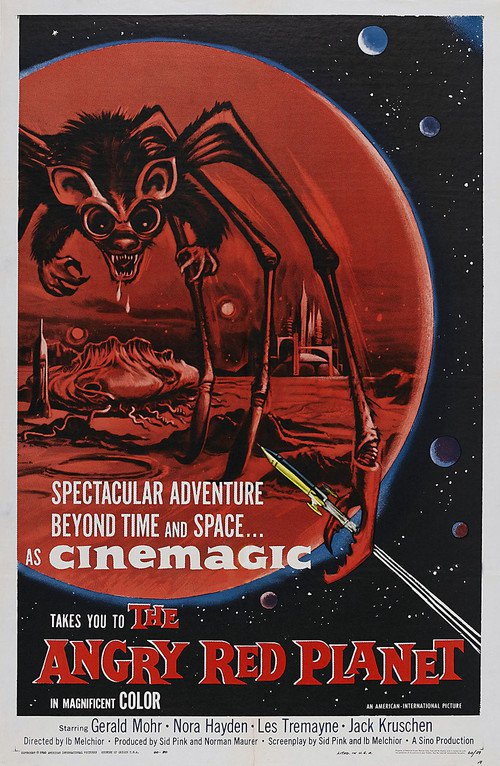 SPECTACULAR ADVENTURE
BEYOND TIME AND SPACE...
AS CINEMAGIC
TAKES YOU TO THE
ANGRY RED PLANET
IN MAGNIFICENT COLOR
AN AMERICAN-INTERNATIONAL PICTURE
Starring Gerald Mohr · Nora Hayden · Les Tremayne · Jack Kruschen
Directed by Ib Melchior · Produced by Sid Pink and Norman Maurer · Screenplay by Sid Pink and Ib Melchior · A Sino Production